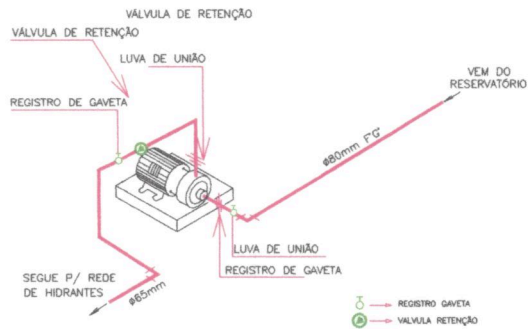 VÁLVULA DE RETENÇÃO
VÁLVULA DE RETENÇÃO
LUVA DE UNIÃO
VEM DO
RESERVATÓRIO
REGISTRO DE GAVETA
ø80mm FºGº
LUVA DE UNIÃO
REGISTRO DE GAVETA
SEGUE P/ REDE
DE HIDRANTES
ø65mm
REGISTRO GAVETA
VALVULA RETENÇÃO